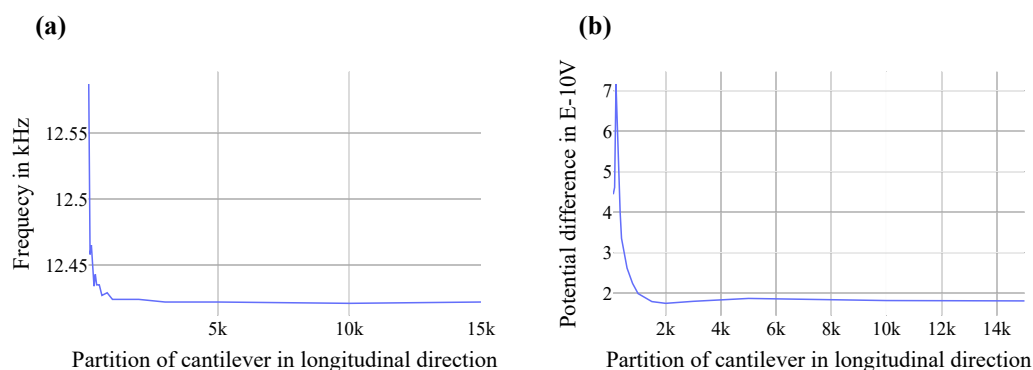 (a)
Frequecy in kHz
12.55
12.5
12.45
5k
10k
15k
Partition of cantilever in longitudinal direction
(b)
Potential difference in E-10V
7
6
5
4
3
2
2k
4k
6k
8k
10k
12k
14k
Partition of cantilever in longitudinal direction